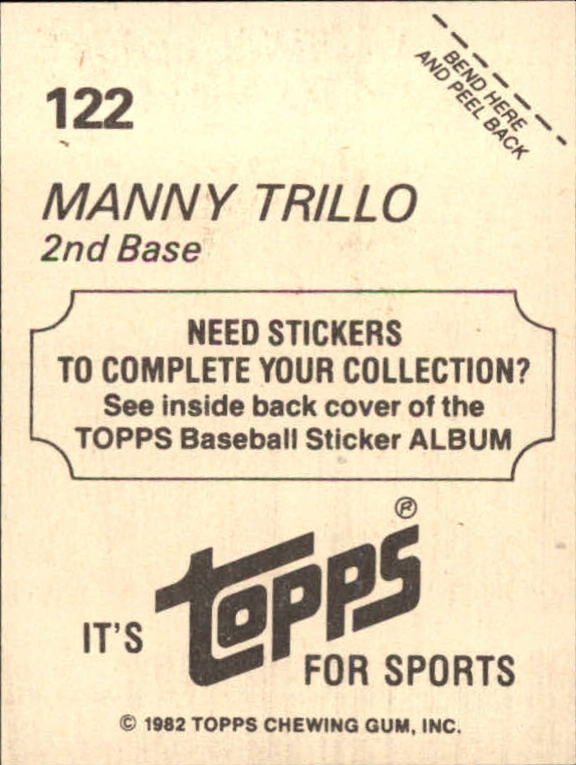 122
BEND HERE
AND PEEL BACK
MANNY TRILLO
2nd Base
NEED STICKERS
TO COMPLETE YOUR COLLECTION?
See inside back cover of the
TOPPS Baseball Sticker ALBUM
IT'S TOPPS®
FOR SPORTS
© 1982 TOPPS CHEWING GUM, INC.